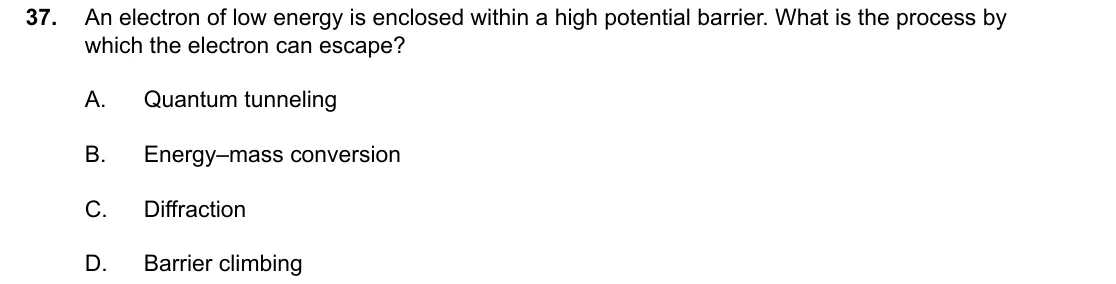 37. An electron of low energy is enclosed within a high potential barrier. What is the process by
which the electron can escape?
A. Quantum tunneling
B. Energy–mass conversion
C. Diffraction
D. Barrier climbing